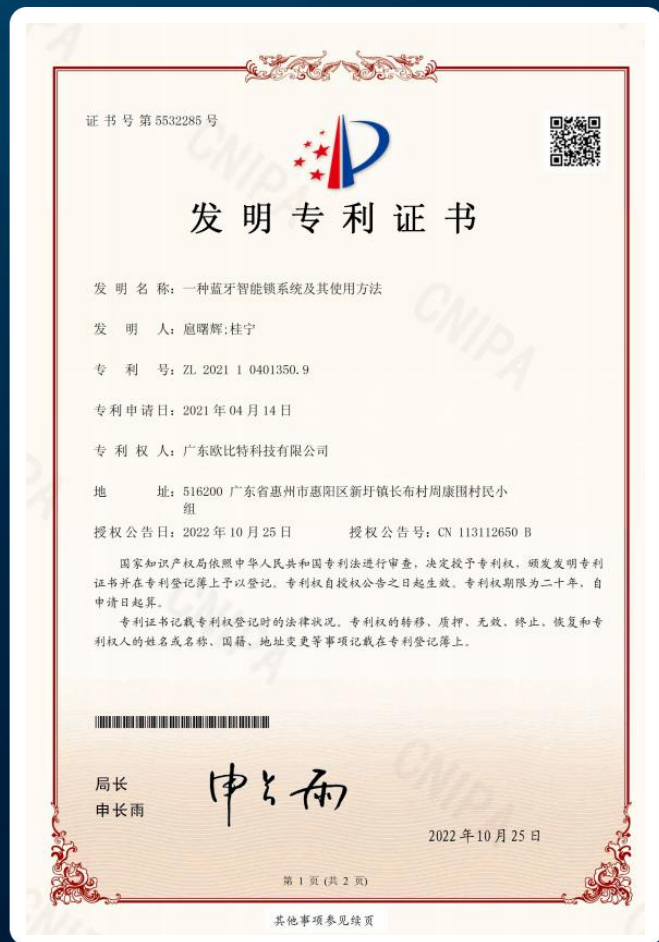 证书号第5532285号
发明专利证书
发明名称：一种蓝牙智能锁系统及其使用方法
发明人：扈曙辉;桂宁
专利号：ZL 2021 1 0401350.9
专利申请日：2021年04月14日
专利权人：广东欧比特科技有限公司
地址：516200 广东省惠州市惠阳区新圩镇长布村周康围村民小
组
授权公告日：2022年10月25日 授权公告号：CN 113112650 B
国家知识产权局依照中华人民共和国专利法进行审查，决定授予专利权，颁发发明专利
证书并在专利登记簿上予以登记。专利权自授权公告之日起生效。专利权期限为二十年，自
申请日起算。
专利证书记载专利权登记时的法律状况。专利权的转移、质押、无效、终止、恢复和专
利权人的姓名或名称、国籍、地址变更等事项记载在专利登记簿上。
局长
申长雨
申长雨
2022年10月25日
第 1 页 (共 2 页)
其他事项参见续页
CNIPA
CNIPA
CNIPA
CNIPA